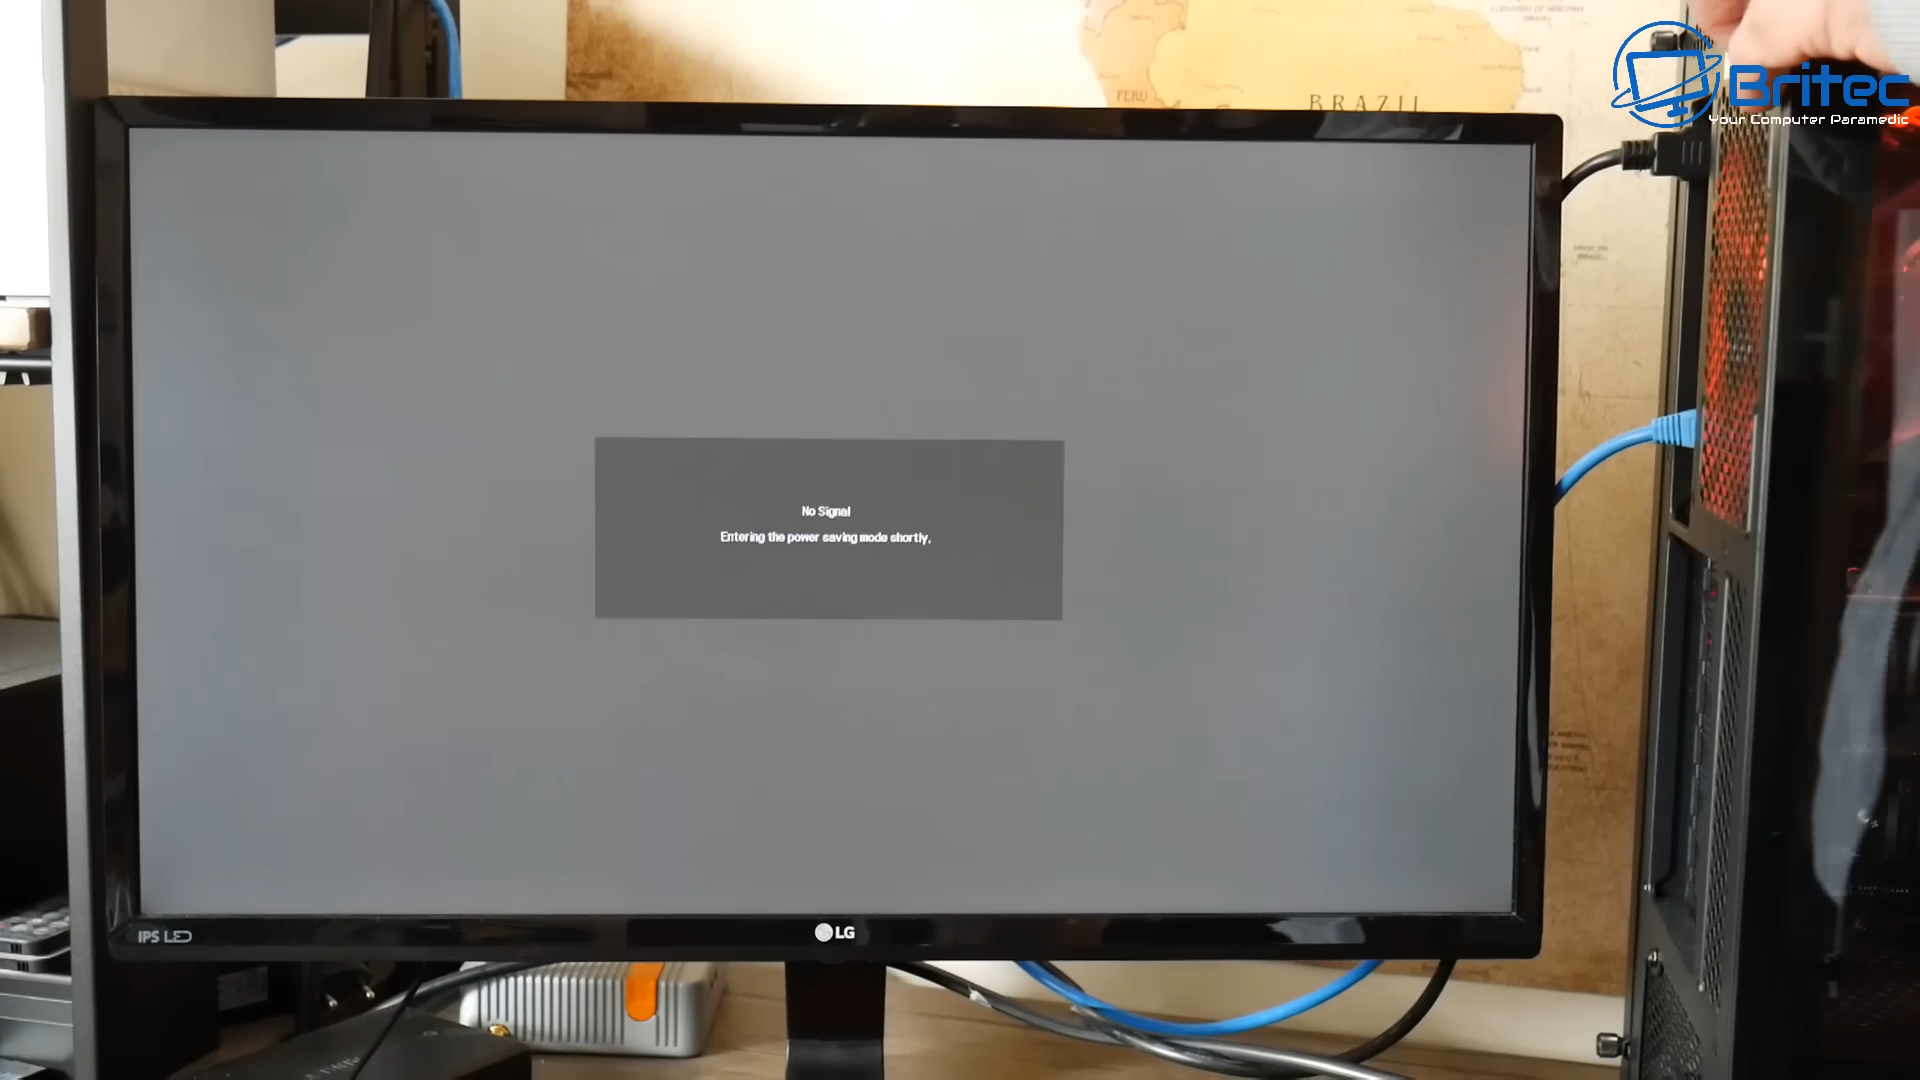 PERU
BRAZIL
Britec
Your Computer Paramedic
No Signal
Entering the power saving mode shortly.
IPS LED
LG